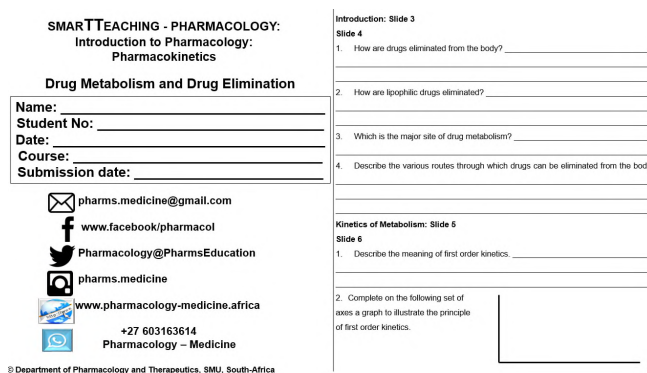 SMARTTEACHING - PHARMACOLOGY:
Introduction to Pharmacology:
Pharmacokinetics
Drug Metabolism and Drug Elimination
Name:
Student No:
Date:
Course:
Submission date:
pharms.medicine@gmail.com
www.facebook/pharmacol
Pharmacology@PharmsEducation
pharms.medicine
www.pharmacology-medicine.africa
+27 603163614
Pharmacology – Medicine
© Department of Pharmacology and Therapeutics, SMU, South-Africa
Introduction: Slide 3
Slide 4
1. How are drugs eliminated from the body?
2. How are lipophilic drugs eliminated?
3. Which is the major site of drug metabolism?
4. Describe the various routes through which drugs can be eliminated from the bod
Kinetics of Metabolism: Slide 5
Slide 6
1. Describe the meaning of first order kinetics.
2. Complete on the following set of
axes a graph to illustrate the principle
of first order kinetics.